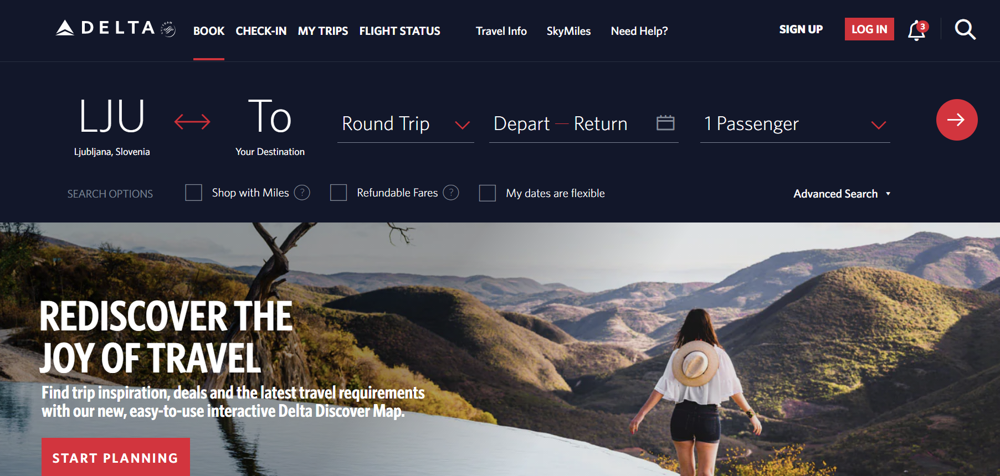 DELTA
BOOK CHECK-IN MY TRIPS FLIGHT STATUS Travel Info SkyMiles Need Help? SIGN UP LOG IN 3
LJU To Round Trip Depart — Return 1 Passenger
Ljubljana, Slovenia Your Destination
SEARCH OPTIONS Shop with Miles ? Refundable Fares ? My dates are flexible Advanced Search
REDISCOVER THE
JOY OF TRAVEL
Find trip inspiration, deals and the latest travel requirements
with our new, easy-to-use interactive Delta Discover Map.
START PLANNING